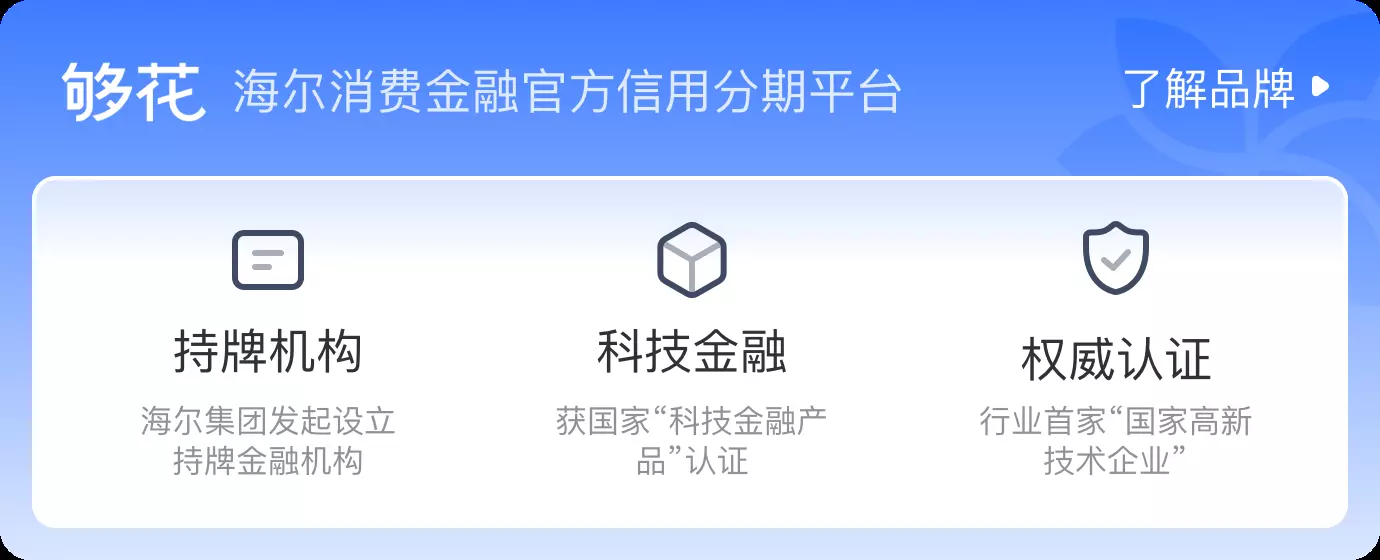 够花 海尔消费金融官方信用分期平台 了解品牌
持牌机构
科技金融
权威认证
海尔集团发起设立
持牌金融机构
获国家“科技金融产
品”认证
行业首家“国家高新
技术企业”